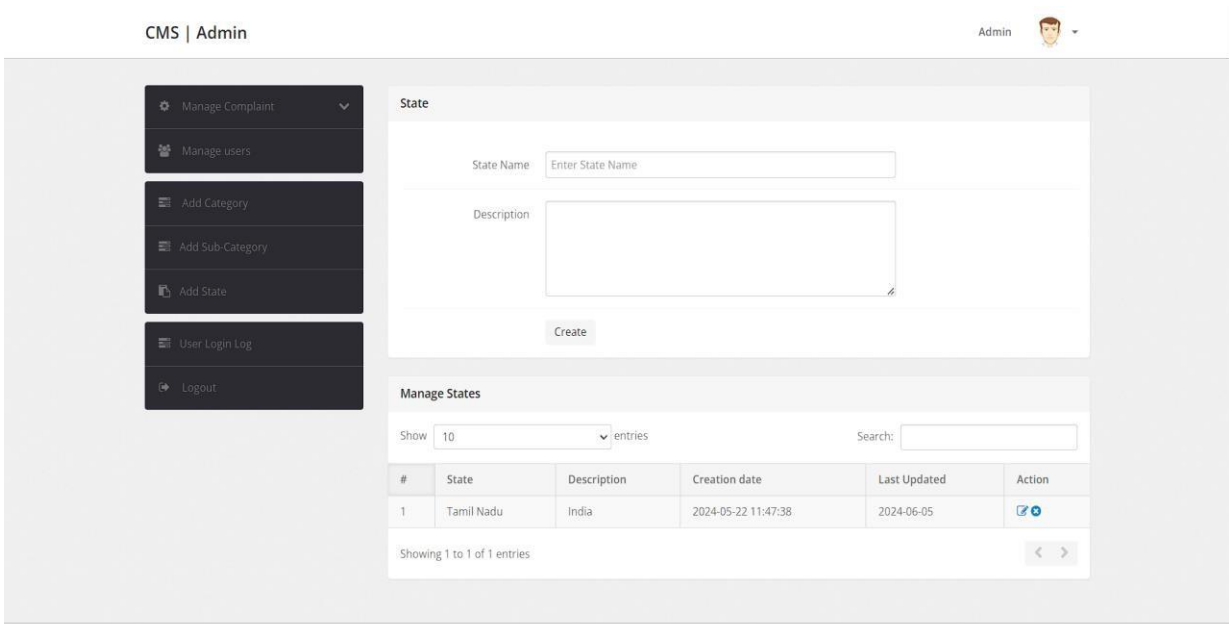 CMS | Admin
Admin
Manage Complaint
Manage users
Add Category
Add Sub-Category
Add State
User Login Log
Logout
State
State Name
Enter State Name
Description
Create
Manage States
Show 10 entries
Search:
# State Description Creation date Last Updated Action
1 Tamil Nadu India 2024-05-22 11:47:38 2024-06-05
Showing 1 to 1 of 1 entries